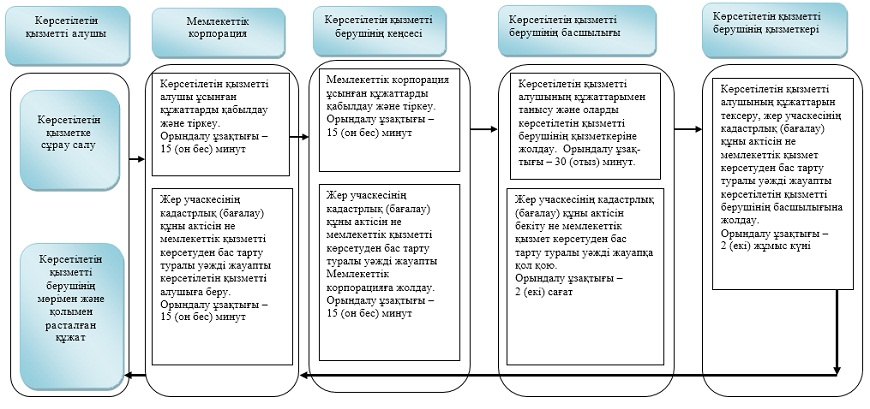 Көрсетілетін
қызметті алушы
Мемлекеттік
корпорация
Көрсетілетін қызметті
берушінің кеңсесі
Көрсетілетін қызметті
берушінің басшылығы
Көрсетілетін қызметті
берушінің қызметкері
Көрсетілетін
қызметке
сұрау салу
Көрсетілетін қызметті
алушы ұсынған
құжаттарды қабылдау
және тіркеу.
Орындалу ұзақтығы –
15 (он бес) минут
Мемлекеттік корпорация
ұсынған құжаттарды
қабылдау және тіркеу.
Орындалу ұзақтығы –
15 (он бес) минут
Көрсетілетін қызметті
алушының құжаттарымен
танысу және оларды
көрсетілетін қызметті
берушінің қызметкеріне
жолдау. Орындалу ұзақ-
тығы – 30 (отыз) минут.
Көрсетілетін қызметті
алушының құжаттарын
тексеру, жер учаскесінің
кадастрлық (бағалау)
құны актісін не
мемлекеттік қызмет
көрсетуден бас тарту
туралы уәжді жауапты
көрсетілетін қызметті
берушінің басшылығына
жолдау.
Орындалу ұзақтығы –
2 (екі) жұмыс күні
Көрсетілетін
қызметті
берушінің
мөрімен және
қолымен
расталған
құжат
Жер учаскесінің
кадастрлық (бағалау)
құны актісін не
мемлекеттік қызметті
көрсетуден бас тарту
туралы уәжді жауапты
көрсетілетін қызметті
алушыға беру.
Орындалу ұзақтығы –
15 (он бес) минут
Жер учаскесінің
кадастрлық (бағалау)
құны актісін не
мемлекеттік қызметті
көрсетуден бас тарту
туралы уәжді жауапты
Мемлекеттік
корпорацияға жолдау.
Орындалу ұзақтығы –
15 (он бес) минут
Жер учаскесінің кадастрлық
(бағалау) құны актісін
бекіту не мемлекеттік
қызмет көрсетуден бас
тарту туралы уәжді жауапқа
қол қою.
Орындалу ұзақтығы –
2 (екі) сағат